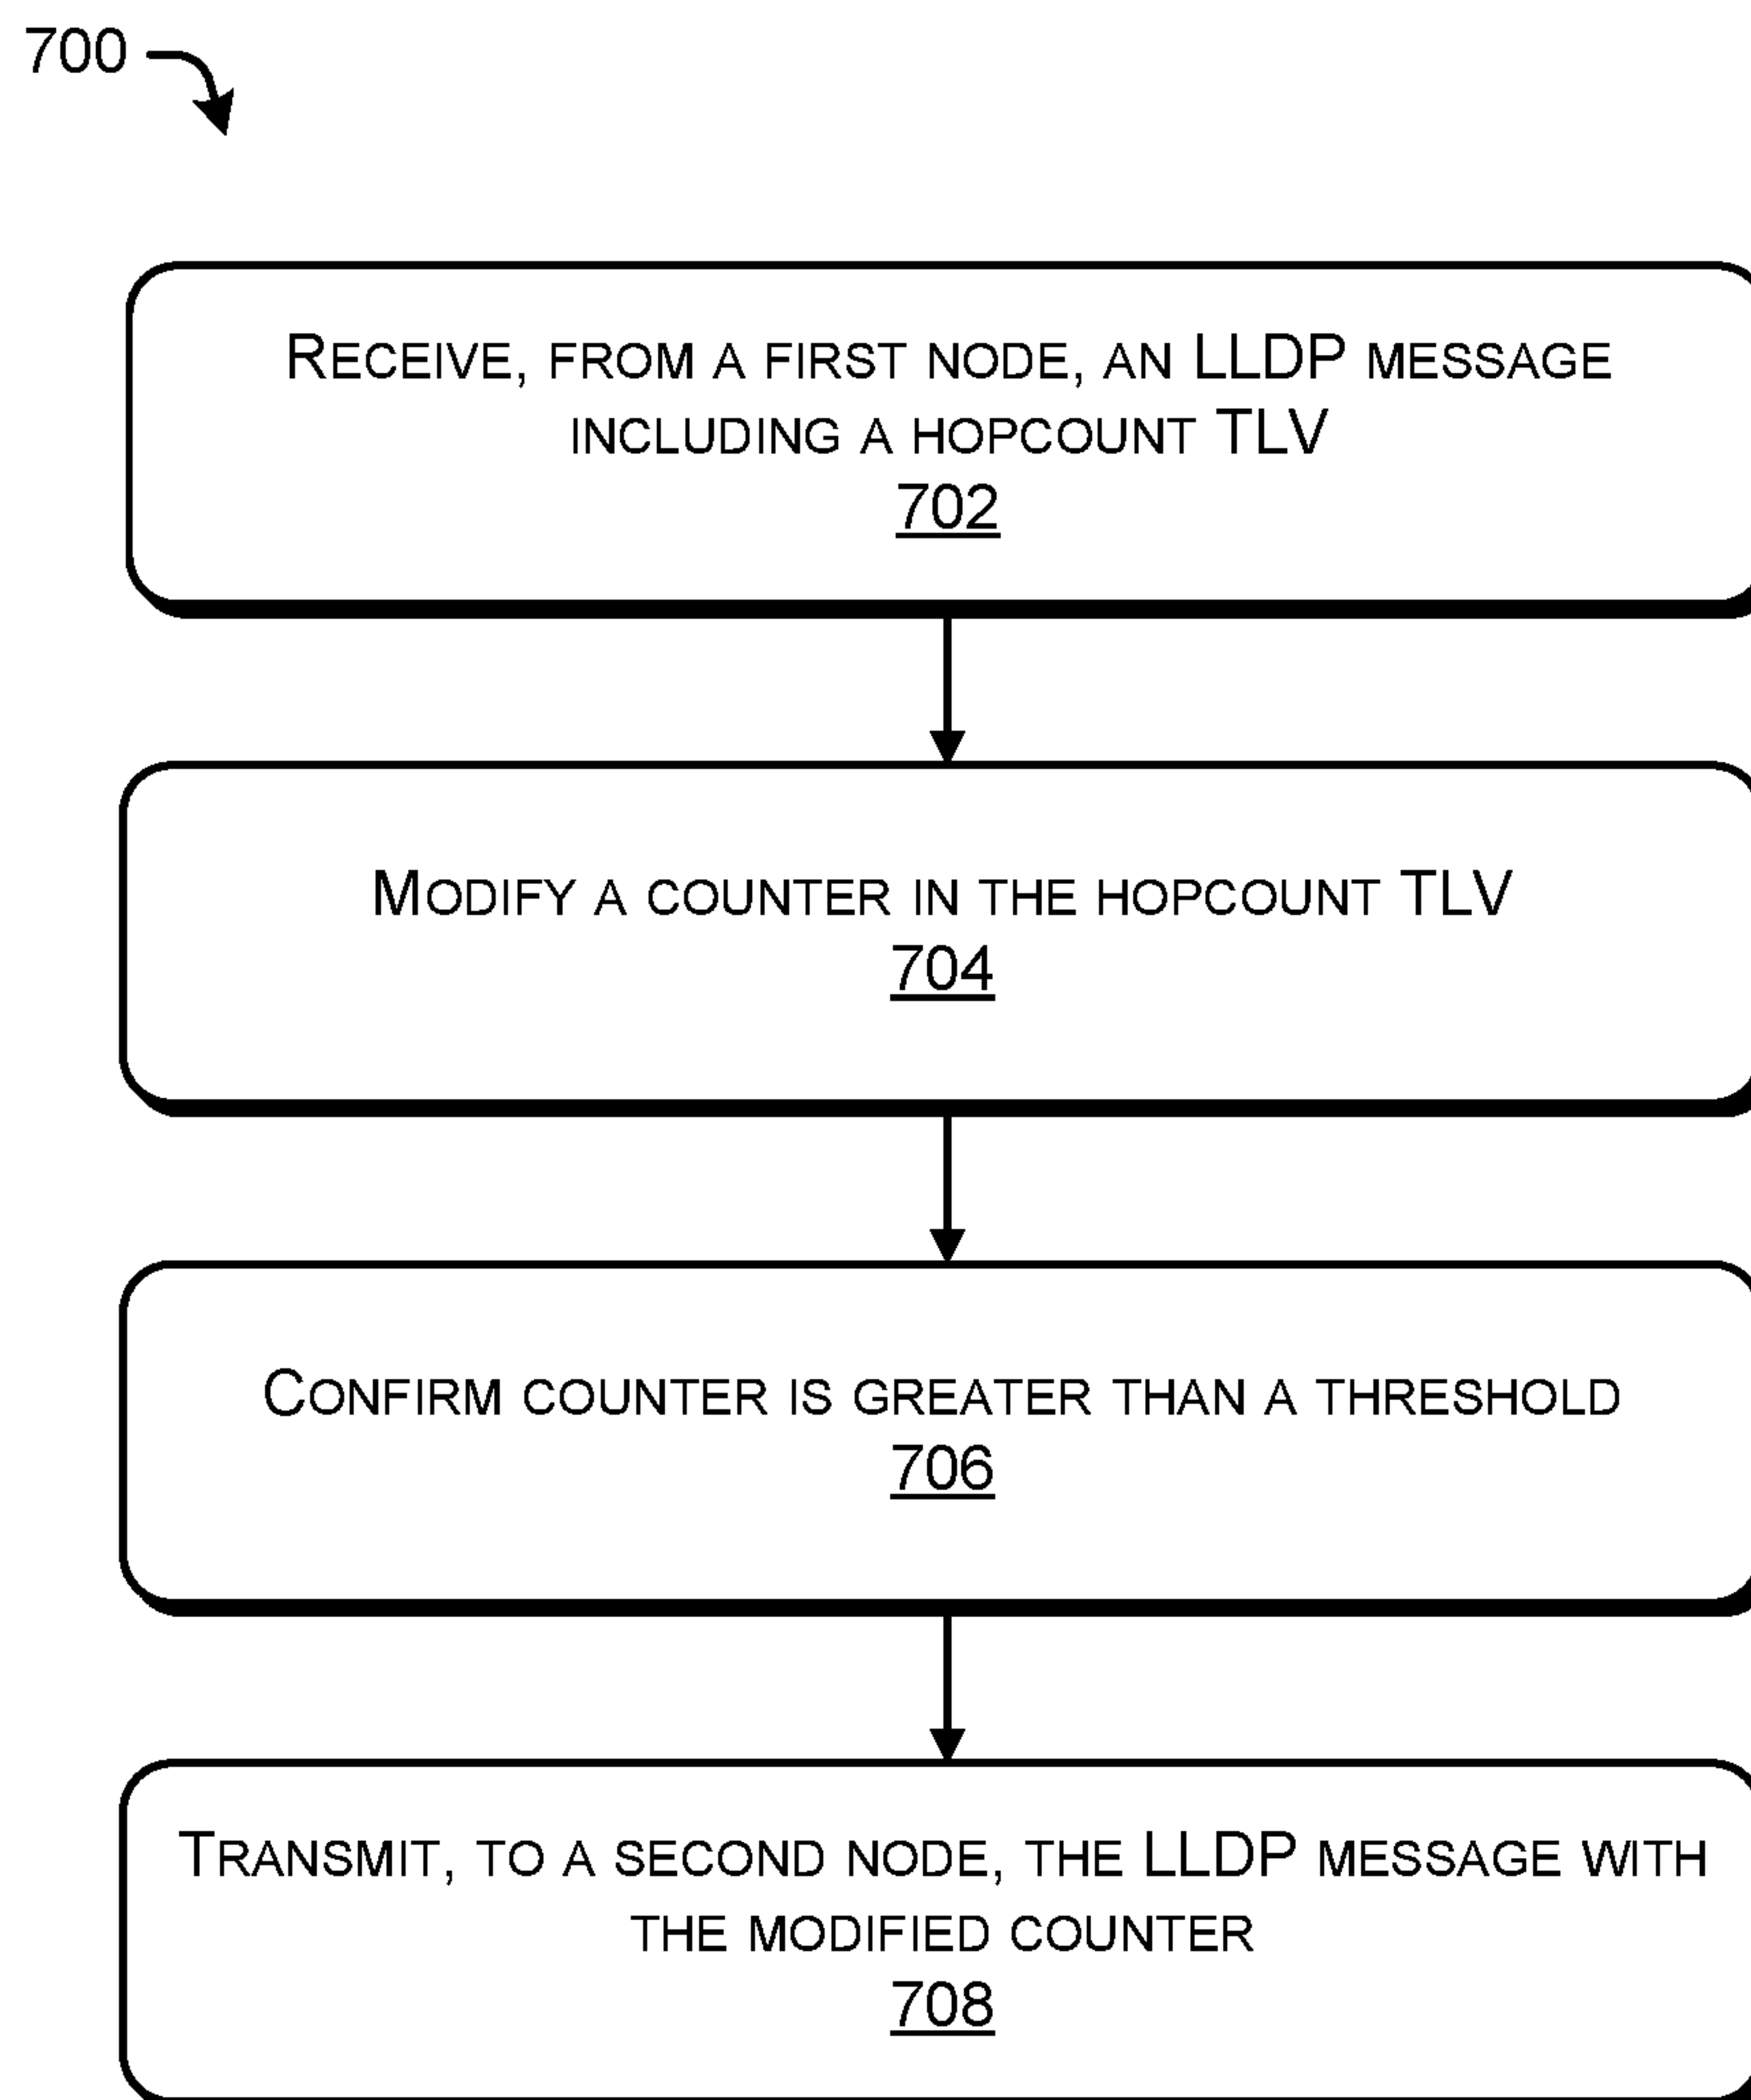 700
Receive, from a first node, an LLDP message
including a hopcount TLV
702
Modify a counter in the hopcount TLV
704
Confirm counter is greater than a threshold
706
Transmit, to a second node, the LLDP message with
the modified counter
708